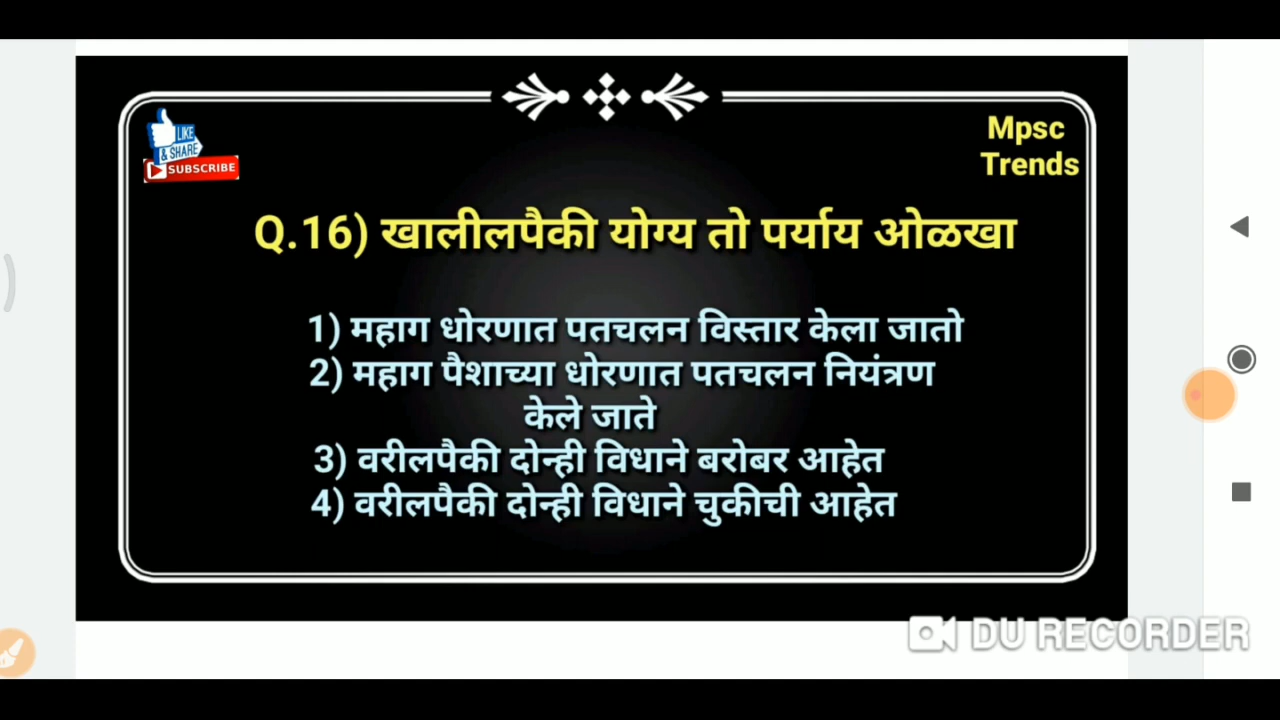 LIKE
& SHARE
SUBSCRIBE
Mpsc
Trends
Q.16) खालीलपैकी योग्य तो पर्याय ओळखा
1) महाग धोरणात पतचलन विस्तार केला जातो
2) महाग पैशाच्या धोरणात पतचलन नियंत्रण
केले जाते
3) वरीलपैकी दोन्ही विधाने बरोबर आहेत
4) वरीलपैकी दोन्ही विधाने चुकीची आहेत
DU RECORDER